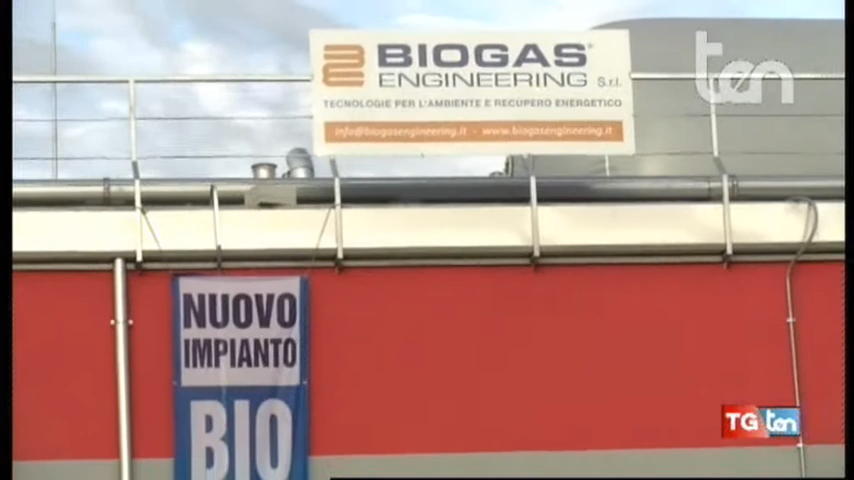 BIOGAS
ENGINEERING S.r.l.
TECNOLOGIE PER L'AMBIENTE E RECUPERO ENERGETICO
info@biogasengineering.it - www.biogasengineering.it
ten
NUOVO
IMPIANTO
BIO
TG ten